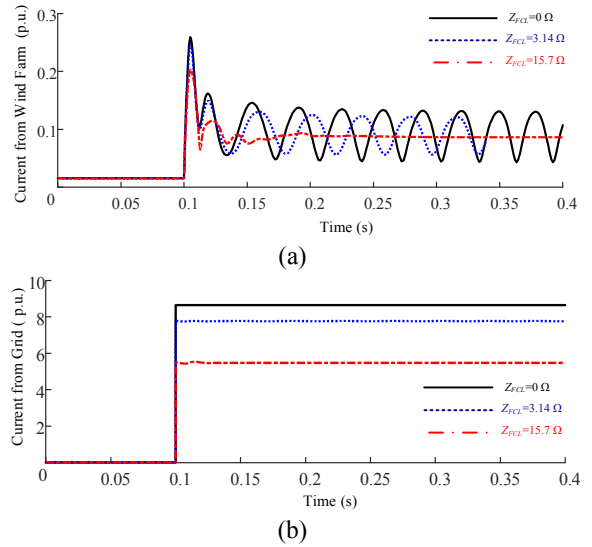 Current from Wind Farm (p.u.)
0.3
0.2
0.1
0
Z_FCL=0 Ω
Z_FCL=3.14 Ω
Z_FCL=15.7 Ω
0.05 0.1 0.15 0.2 0.25 0.3 0.35 0.4
Time (s)
(a)
Current from Grid ( p.u.)
10
8
6
4
2
0
Z_FCL=0 Ω
Z_FCL=3.14 Ω
Z_FCL=15.7 Ω
0 0.05 0.1 0.15 0.2 0.25 0.3 0.35 0.4
Time (s)
(b)